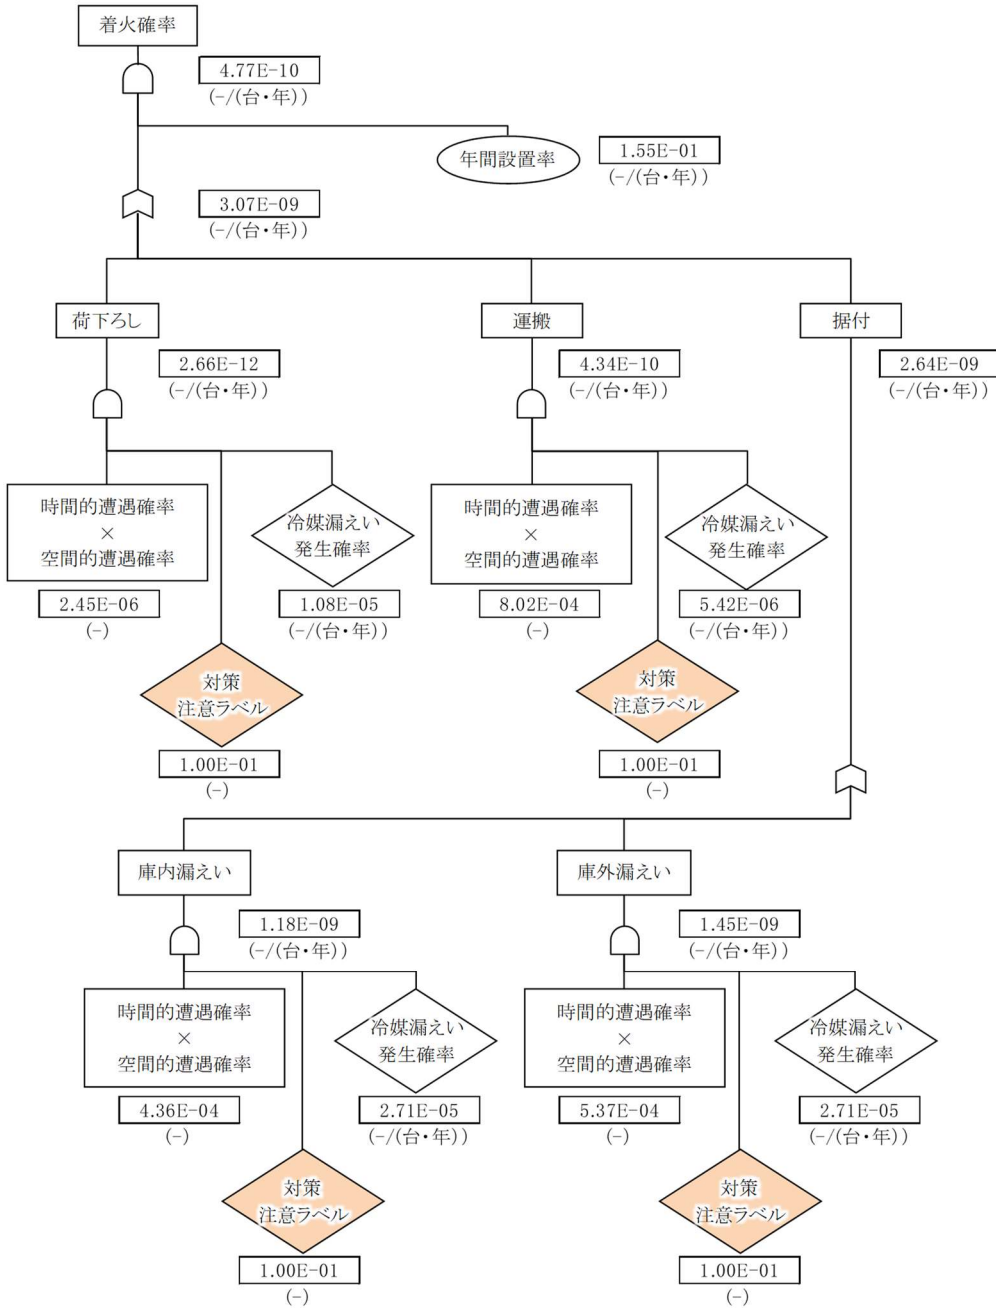 着火確率
4.77E-10
(-/(台・年))
年間設置率
1.55E-01
(-/(台・年))
3.07E-09
(-/(台・年))
荷下ろし
運搬
据付
2.66E-12
(-/(台・年))
4.34E-10
(-/(台・年))
2.64E-09
(-/(台・年))
時間的遭遇確率
×
空間的遭遇確率
冷媒漏えい
発生確率
時間的遭遇確率
×
空間的遭遇確率
冷媒漏えい
発生確率
2.45E-06
(-)
1.08E-05
(-/(台・年))
8.02E-04
(-)
5.42E-06
(-/(台・年))
対策
注意ラベル
対策
注意ラベル
1.00E-01
(-)
1.00E-01
(-)
庫内漏えい
庫外漏えい
1.18E-09
(-/(台・年))
1.45E-09
(-/(台・年))
時間的遭遇確率
×
空間的遭遇確率
冷媒漏えい
発生確率
時間的遭遇確率
×
空間的遭遇確率
冷媒漏えい
発生確率
4.36E-04
(-)
2.71E-05
(-/(台・年))
5.37E-04
(-)
2.71E-05
(-/(台・年))
対策
注意ラベル
対策
注意ラベル
1.00E-01
(-)
1.00E-01
(-)